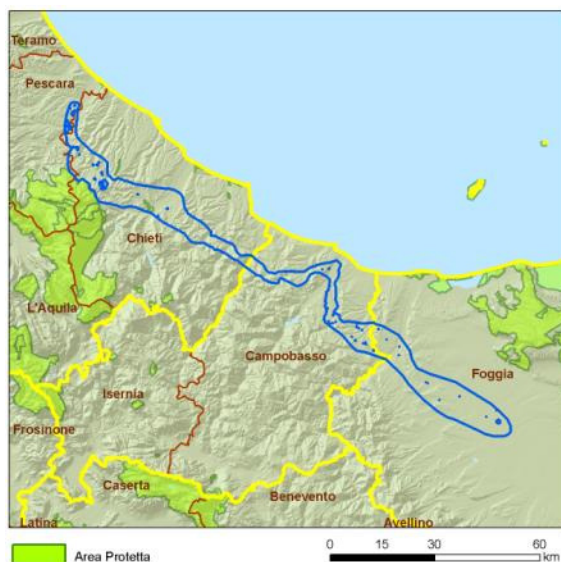 Teramo
Pescara
Chieti
L'Aquila
Campobasso
Foggia
Isernia
Frosinone
Caserta
Benevento
Latina
Avellino
0 15 30 60
km
Area Protetta